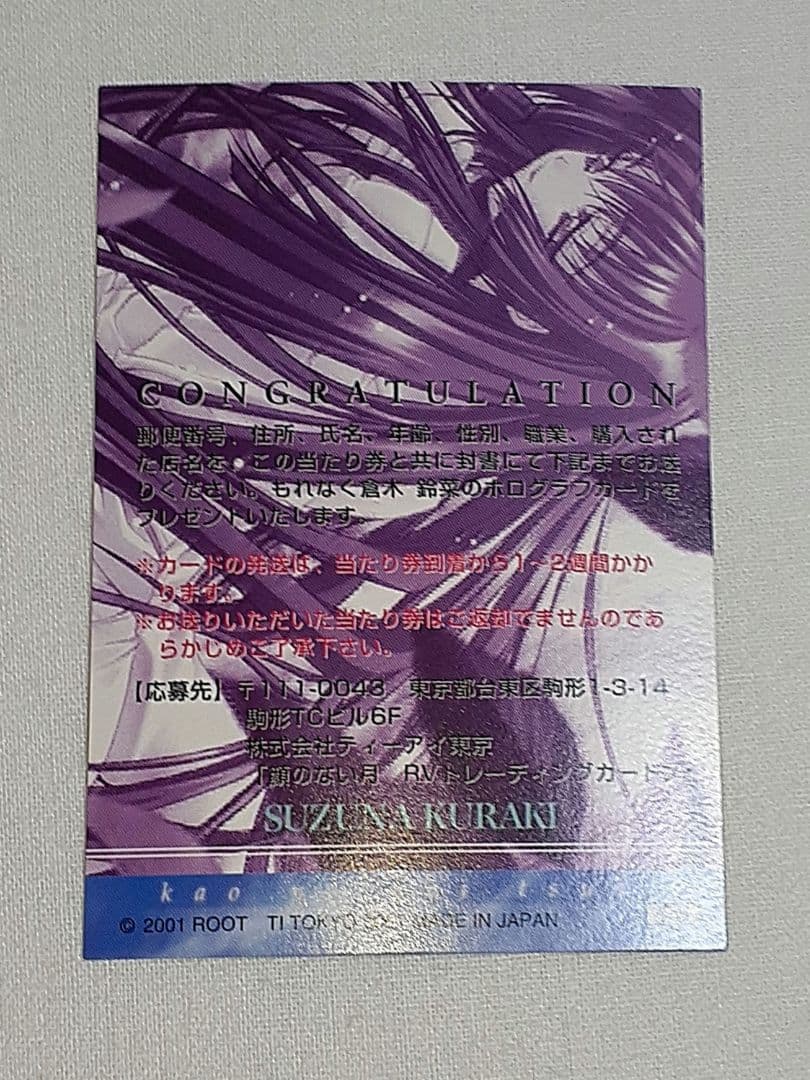 CONGRATULATION
郵便番号、住所、氏名、年齢、性別、職業、購入され
た店名を、この当たり券と共に封書にて下記までお送
りください。もれなく倉木 鈴菜のホログラフカードを
プレゼントいたします。
※カードの発送は、当たり券到着から1~2週間かか
ります。
※お送りいただいた当たり券はご返却できませんのであ
らかじめご了承下さい。
【応募先】〒111-0043 東京都台東区駒形1-3-14
駒形TCビル6F
株式会社ティーアイ東京
「顔のない月 RVトレーディングカード
SUZUNA KURAKI
kao
© 2001 ROOT TI TOKYO MADE IN JAPAN